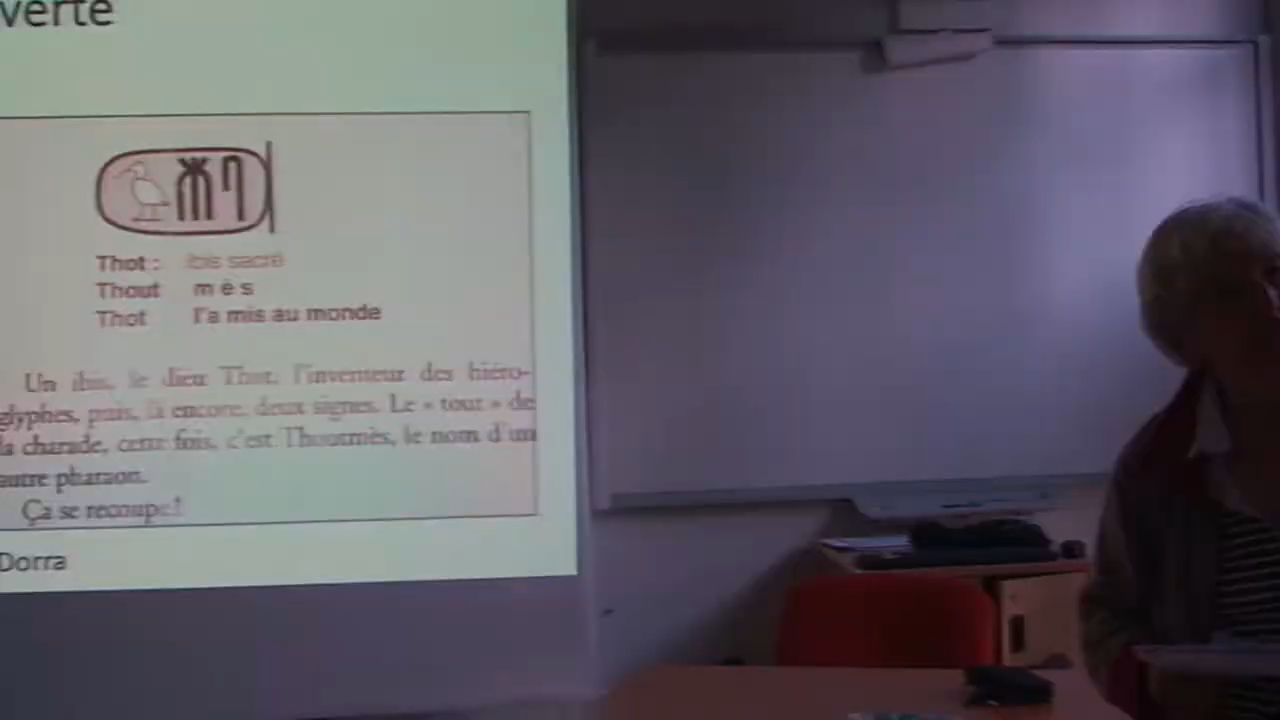 verte
Thot : ibis sacré
Thout m è s
Thot l'a mis au monde
Un ibis, le dieu Thot, l'inventeur des hiéro-
glyphes, puis, là encore, deux signes. Le « tout » de
la charade, cette fois, c'est Thoutmès, le nom d'un
autre pharaon.
Ça se recoupe !
Dorra